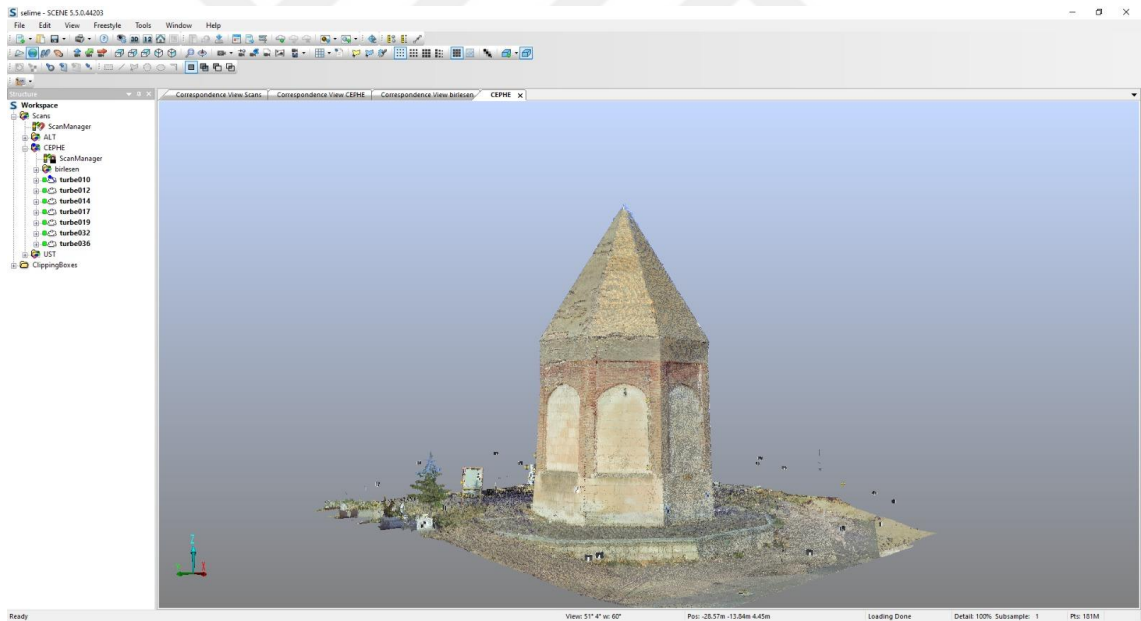 selime - SCENE 5.5.0.44203
File Edit View Freestyle Tools Window Help
Structure
Correspondence View Scans Correspondence View CEPHE Correspondence View birlesen CEPHE
Workspace
Scans
ScanManager
ALT
CEPHE
ScanManager
birlesen
turbe010
turbe012
turbe014
turbe017
turbe019
turbe032
turbe036
UST
ClippingBoxes
Ready View: 51° 4° w: 60° Pos: -28.57m -13.84m 4.45m Loading Done Detail: 100% Subsample: 1 Pts: 181M